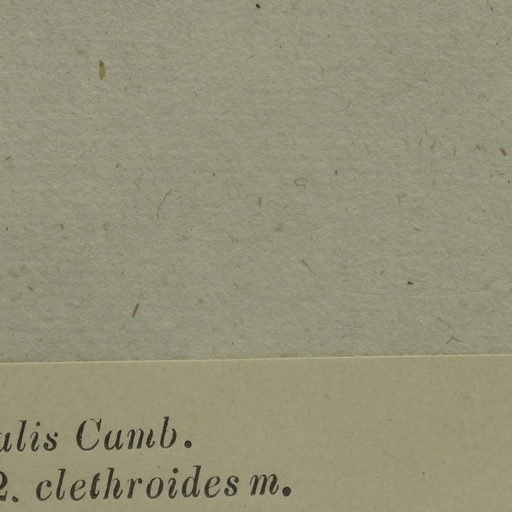 alis Camb.
2. clethroides m.